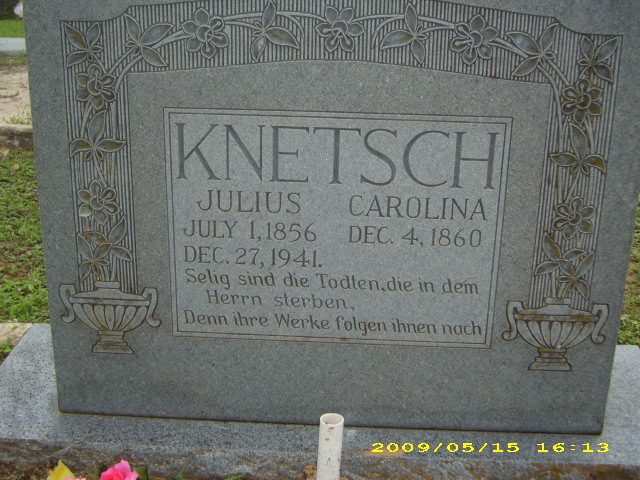 KNETSCH
JULIUS CAROLINA
JULY 1, 1856 DEC. 4, 1860
DEC. 27, 1941.
Selig sind die Todten, die in dem
Herrn sterben,
Denn ihre Werke folgen ihnen nach
2009/05/15 16:13